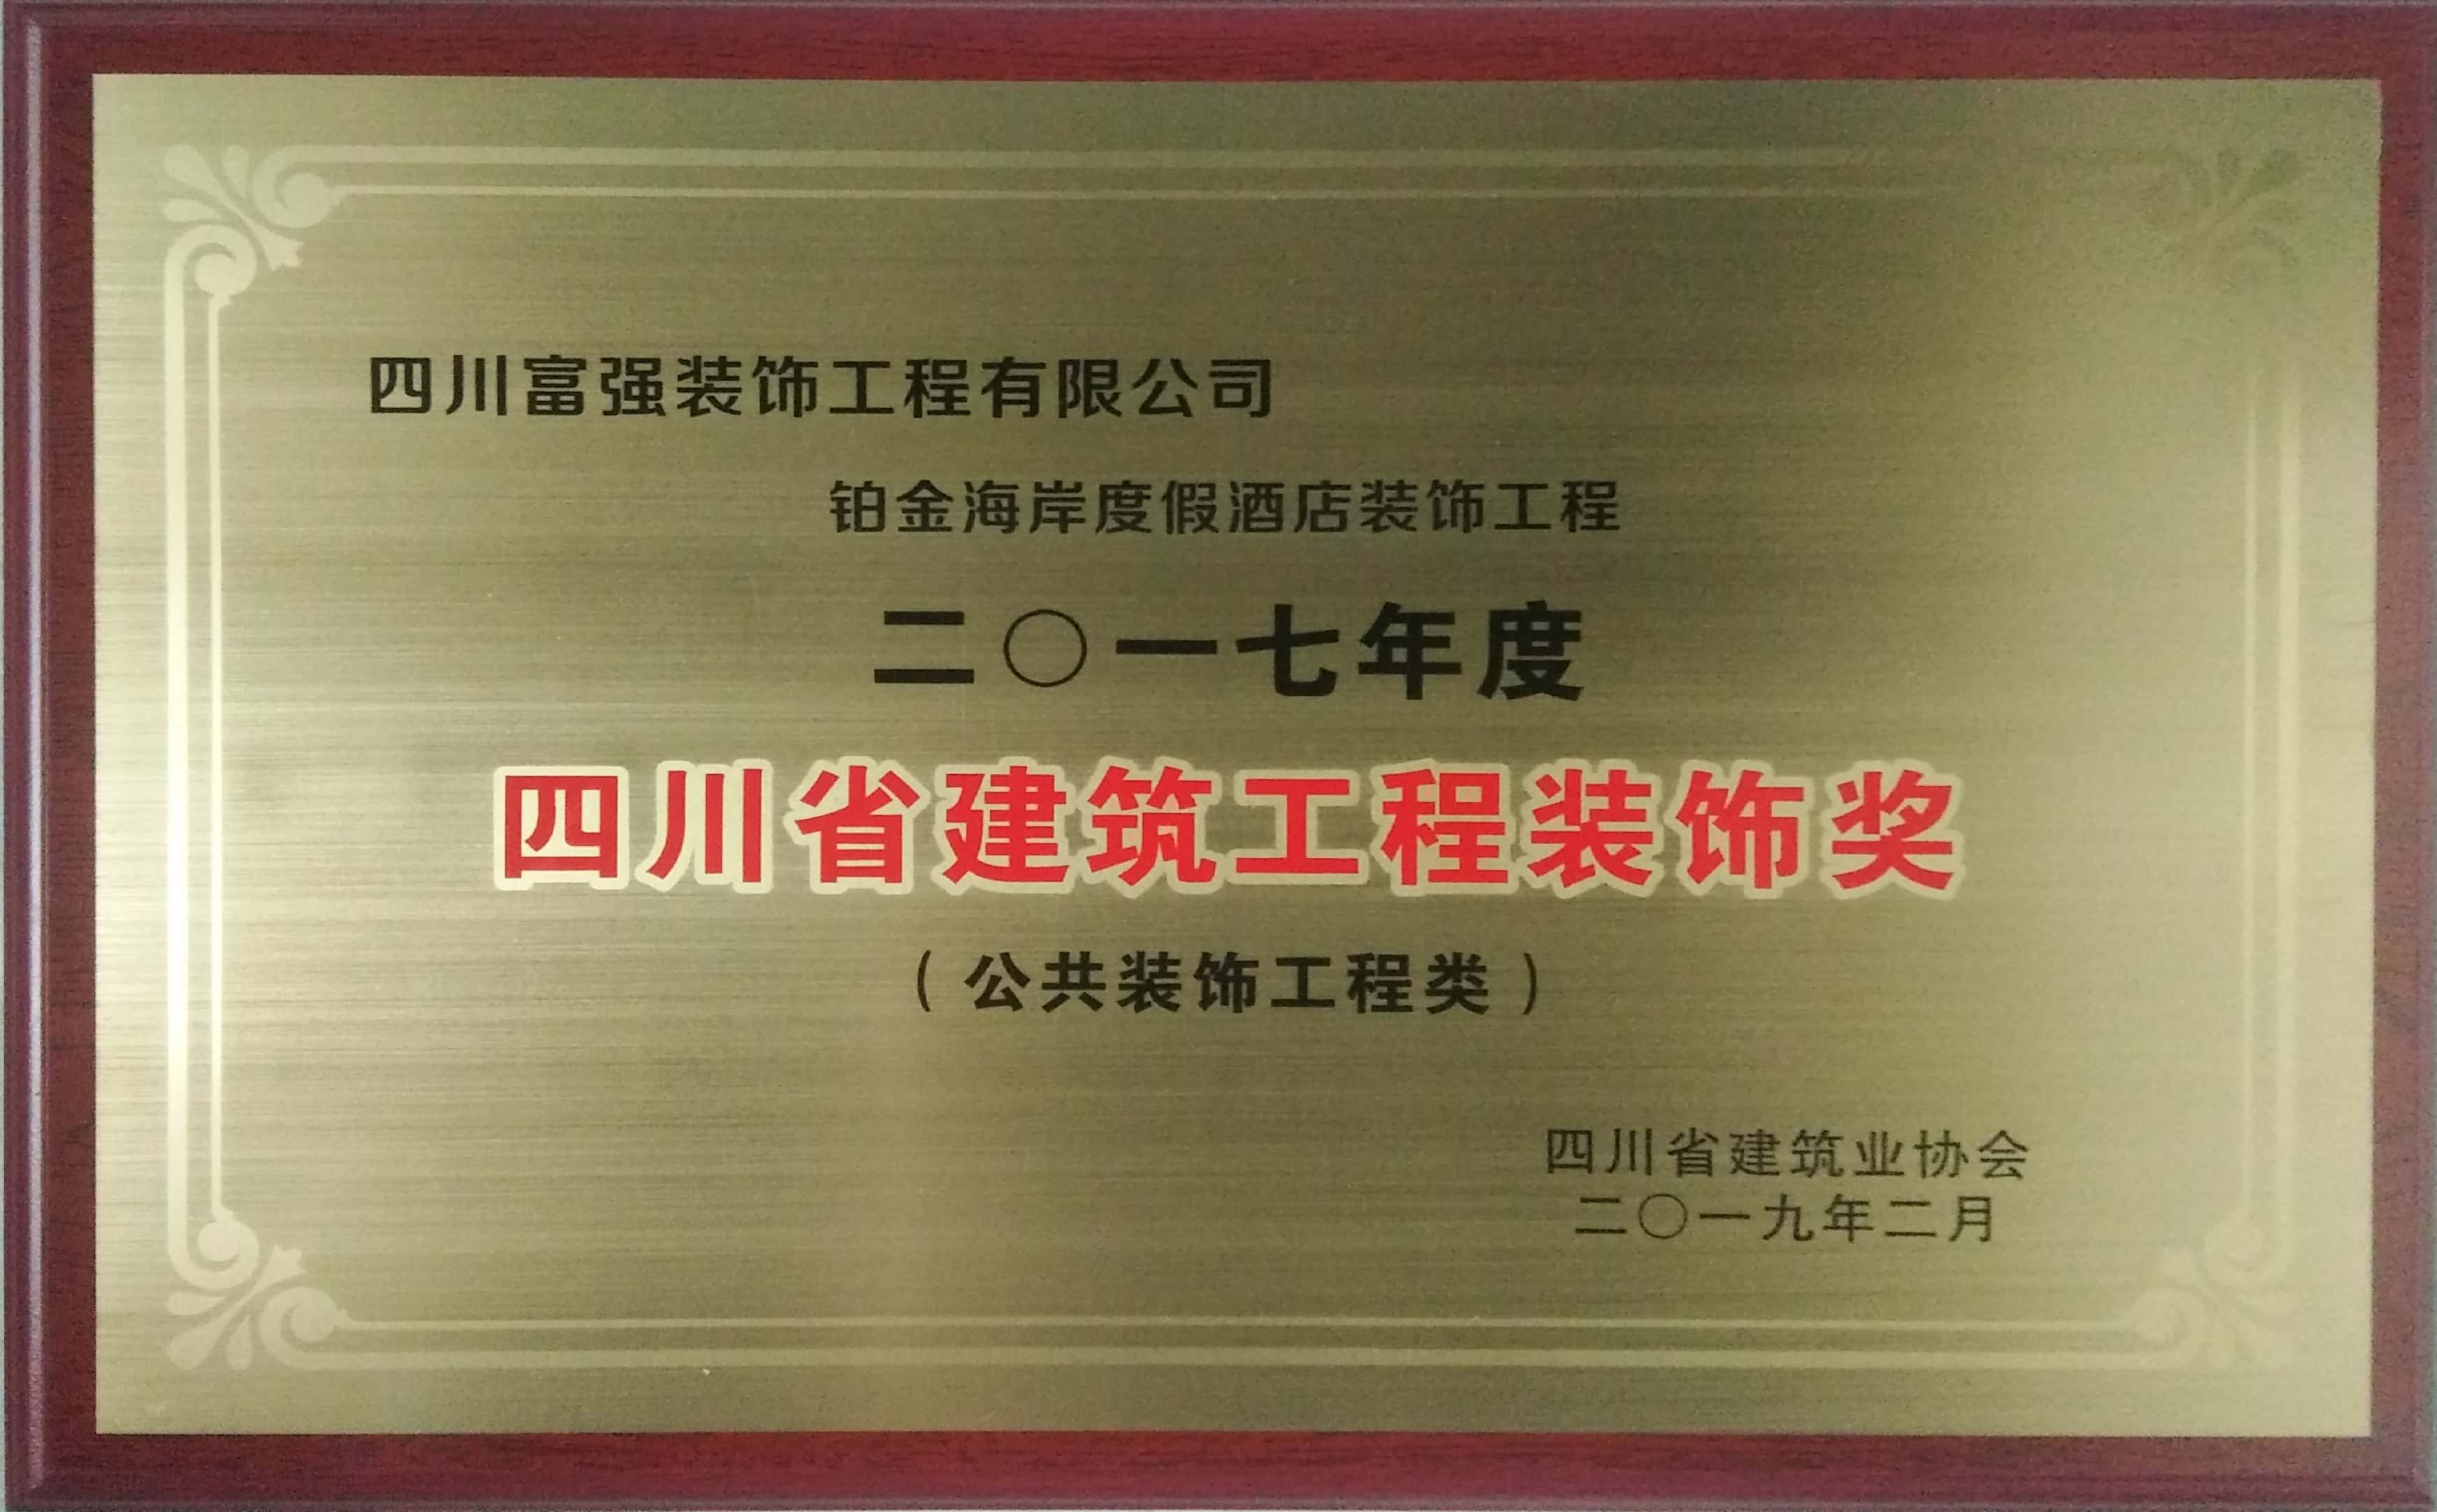 四川富强装饰工程有限公司
铂金海岸度假酒店装饰工程
二〇一七年度
四川省建筑工程装饰奖
（公共装饰工程类）
四川省建筑业协会
二〇一九年二月